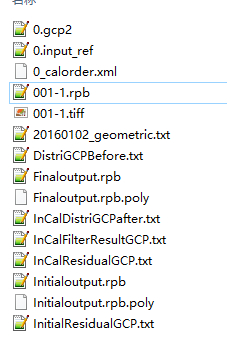 0.gcp2
0.input_ref
0_calorder.xml
001-1.rpb
001-1.tiff
20160102_geometric.txt
DistriGCPBefore.txt
Finaloutput.rpb
Finaloutput.rpb.poly
InCalDistriGCPafter.txt
InCalFilterResultGCP.txt
InCalResidualGCP.txt
Initialoutput.rpb
Initialoutput.rpb.poly
InitialResidualGCP.txt